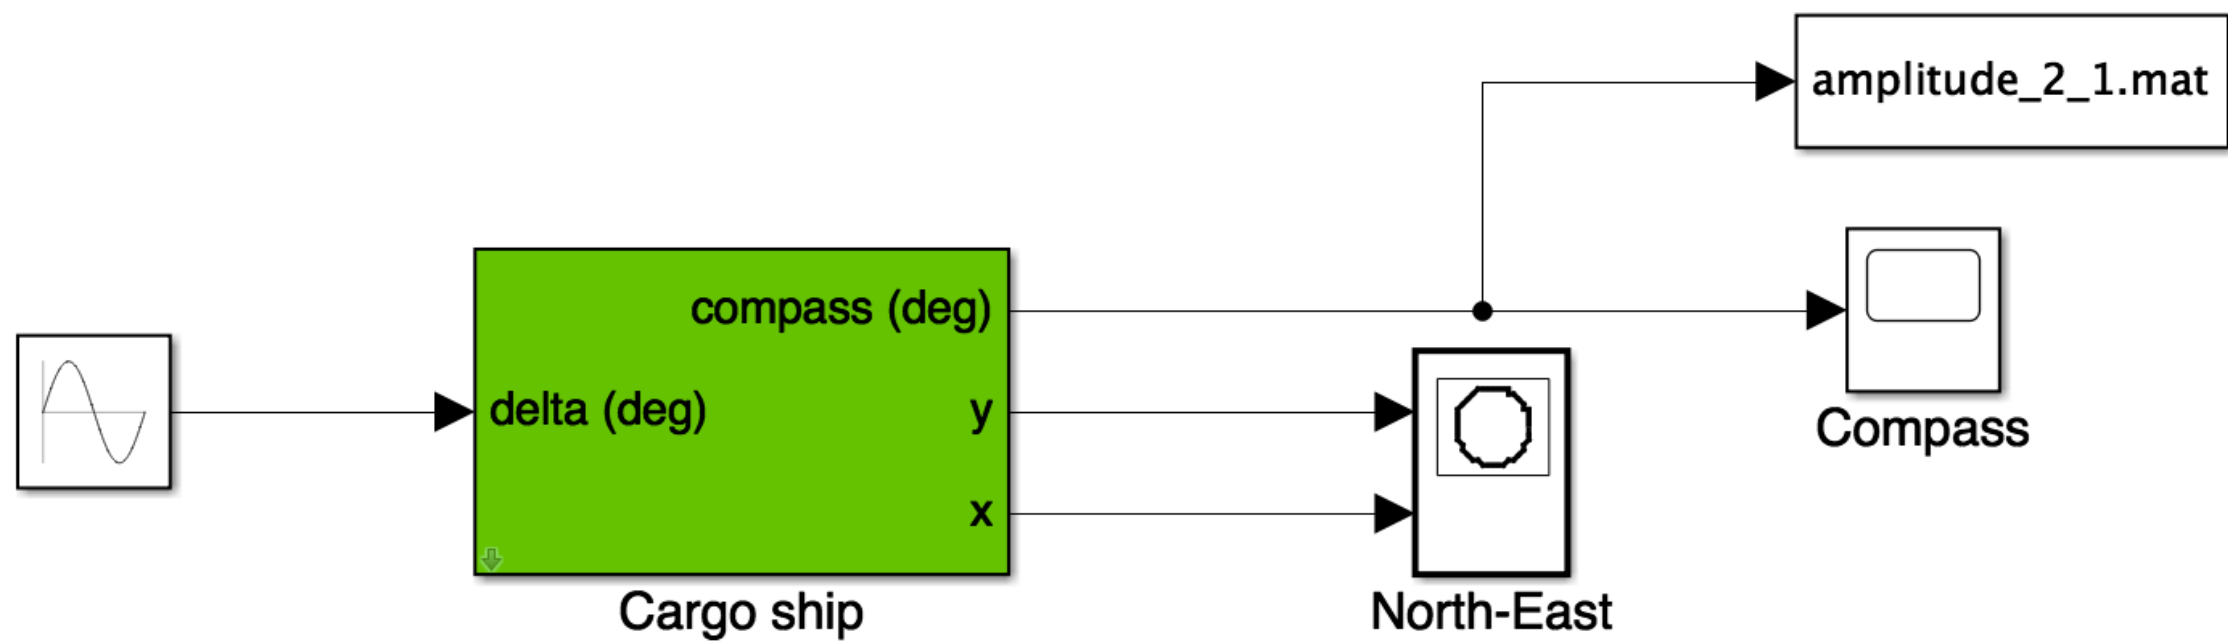 amplitude_2_1.mat
compass (deg)
delta (deg)
y
x
Compass
Cargo ship
North-East